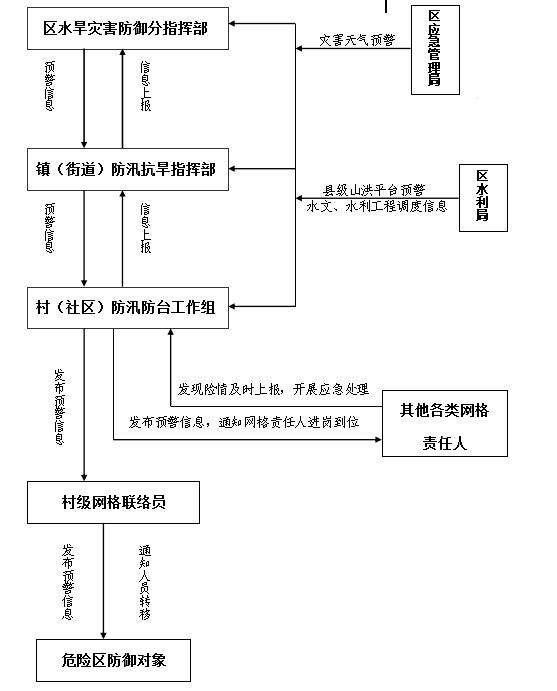 区水旱灾害防御分指挥部
区应急管理局
灾害天气预警
预警信息
信息上报
镇（街道）防汛抗旱指挥部
区水利局
县级山洪平台预警
水文、水利工程调度信息
预警信息
信息上报
村（社区）防汛防台工作组
发布预警信息
发现险情及时上报，开展应急处理
其他各类网格
责任人
发布预警信息，通知网格责任人进岗到位
村级网格联络员
发布预警信息
通知人员转移
危险区防御对象